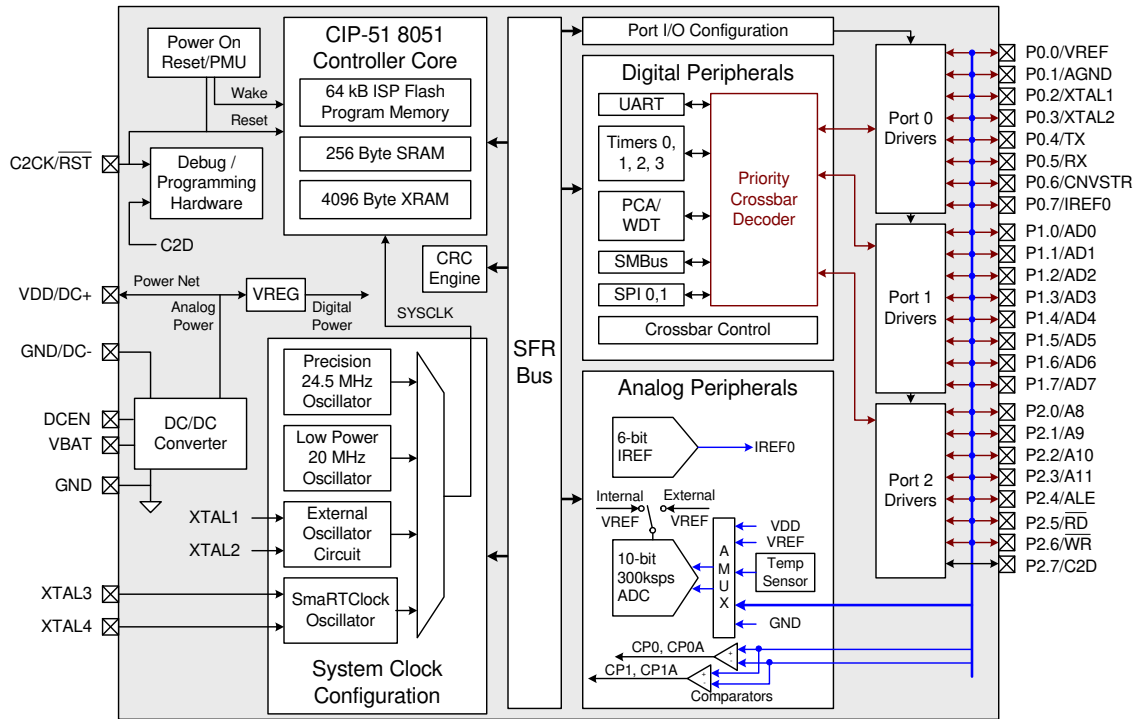 Power On
Reset/PMU
Wake
Reset
C2CK/RST
Debug /
Programming
Hardware
C2D
CIP-51 8051
Controller Core
64 kB ISP Flash
Program Memory
256 Byte SRAM
4096 Byte XRAM
CRC
Engine
VDD/DC+
Power Net
VREG
Analog
Power
Digital
Power
SYSCLK
GND/DC-
DCEN
VBAT
GND
DC/DC
Converter
XTAL1
XTAL2
XTAL3
XTAL4
Precision
24.5 MHz
Oscillator
Low Power
20 MHz
Oscillator
External
Oscillator
Circuit
SmaRTClock
Oscillator
System Clock
Configuration
SFR
Bus
Port I/O Configuration
Digital Peripherals
UART
Timers 0,
1, 2, 3
PCA/
WDT
SMBus
SPI 0,1
Priority
Crossbar
Decoder
Crossbar Control
Analog Peripherals
6-bit
IREF
IREF0
Internal
VREF
External
VREF
10-bit
300ksps
ADC
A
M
U
X
VDD
VREF
Temp
Sensor
GND
CP0, CP0A
+
-
CP1, CP1A
+
-
Comparators
Port 0
Drivers
Port 1
Drivers
Port 2
Drivers
P0.0/VREF
P0.1/AGND
P0.2/XTAL1
P0.3/XTAL2
P0.4/TX
P0.5/RX
P0.6/CNVSTR
P0.7/IREF0
P1.0/AD0
P1.1/AD1
P1.2/AD2
P1.3/AD3
P1.4/AD4
P1.5/AD5
P1.6/AD6
P1.7/AD7
P2.0/A8
P2.1/A9
P2.2/A10
P2.3/A11
P2.4/ALE
P2.5/RD
P2.6/WR
P2.7/C2D